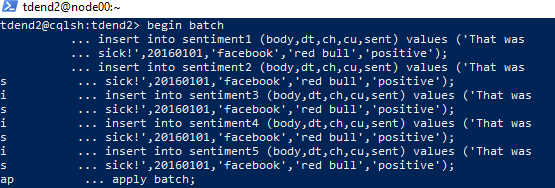 tdend2@node00:~
tdend2@cqlsh:tdend2> begin batch
... insert into sentiment1 (body,dt,ch,cu,sent) values ('That was
... sick!',20160101,'facebook','red bull','positive');
... insert into sentiment2 (body,dt,ch,cu,sent) values ('That was
s ... sick!',20160101,'facebook','red bull','positive');
i ... insert into sentiment3 (body,dt,ch,cu,sent) values ('That was
s ... sick!',20160101,'facebook','red bull','positive');
i ... insert into sentiment4 (body,dt,ch,cu,sent) values ('That was
s ... sick!',20160101,'facebook','red bull','positive');
i ... insert into sentiment5 (body,dt,ch,cu,sent) values ('That was
s ... sick!',20160101,'facebook','red bull','positive');
ap ... apply batch;